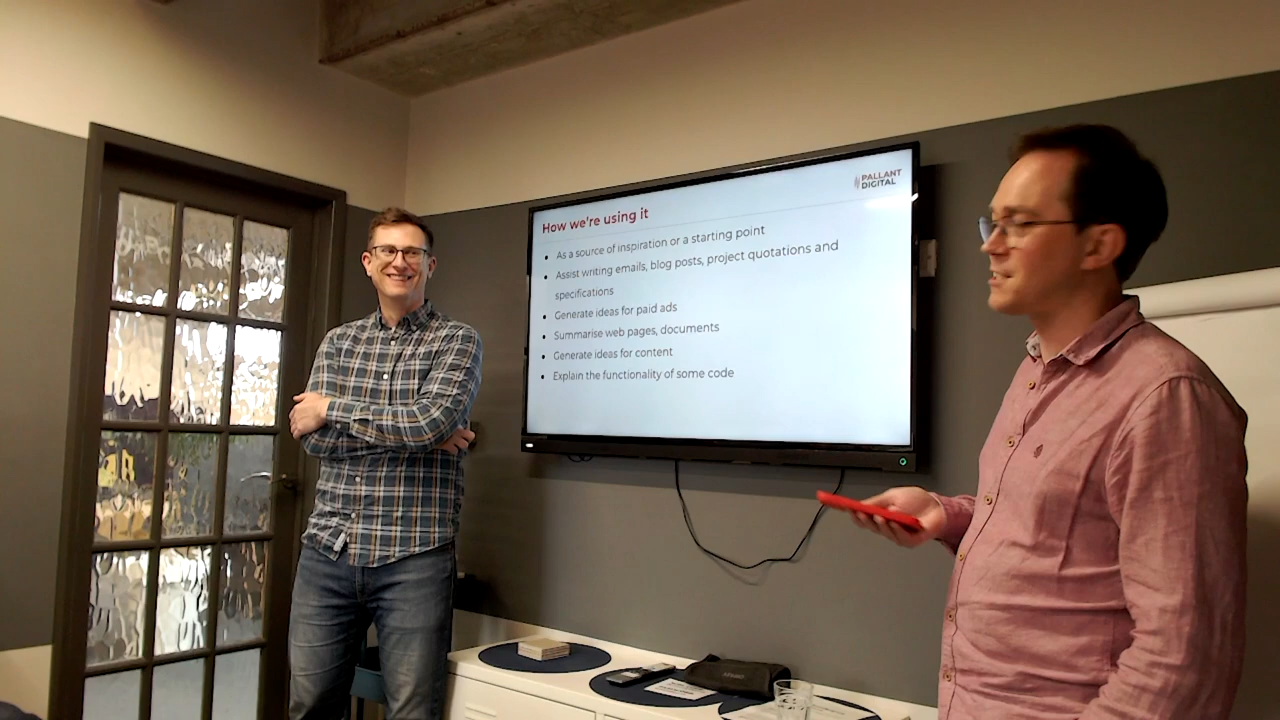 PALLANT
DIGITAL
How we're using it
As a source of inspiration or a starting point
Assist writing emails, blog posts, project quotations and
specifications
Generate ideas for paid ads
Summarise web pages, documents
Generate ideas for content
Explain the functionality of some code